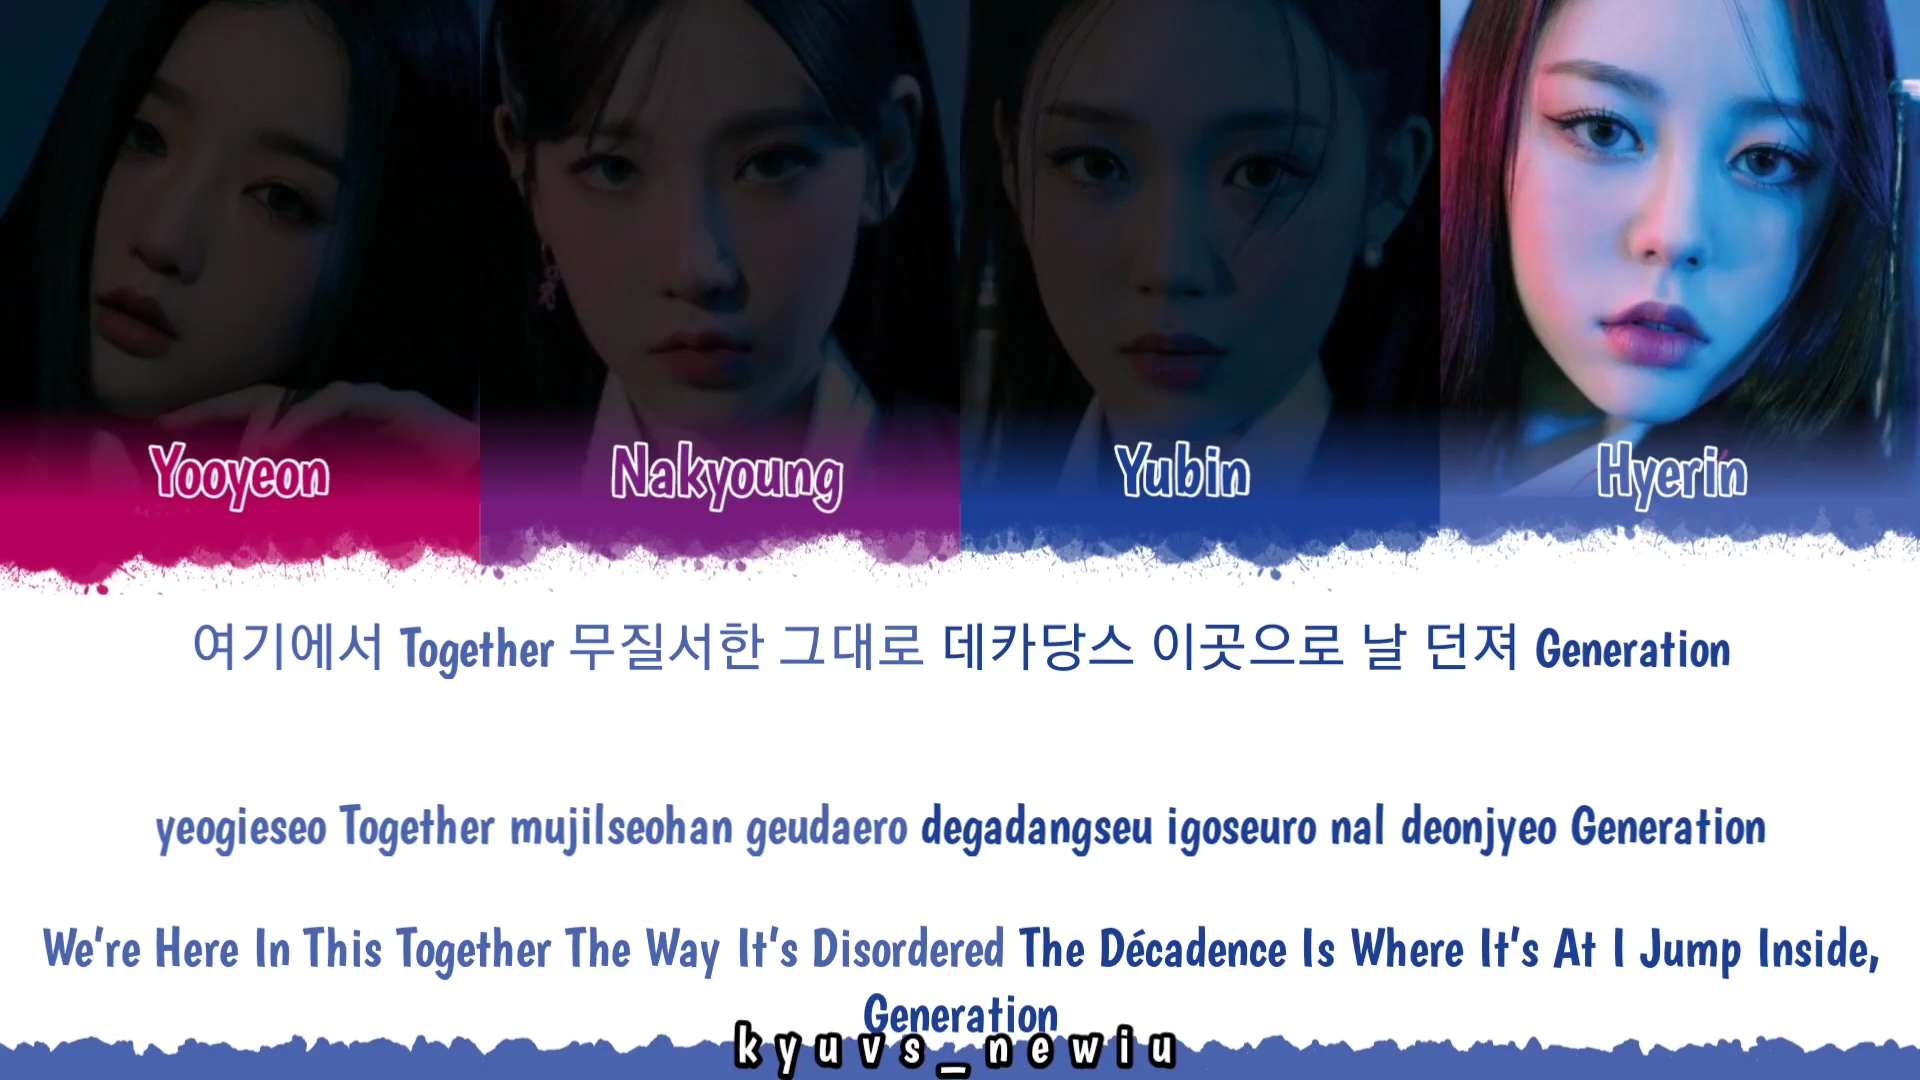 Yooyeon
Nakyoung
Yubin
Hyerin
여기에서 Together 무질서한 그대로 데카당스 이곳으로 날 던져 Generation
yeogieseo Together mujilseohan geudaero degadangseu igoseuro nal deonjyeo Generation
We're Here In This Together The Way It's Disordered The Décadence Is Where It's At I Jump Inside,
Generation
kyuvs_newiu